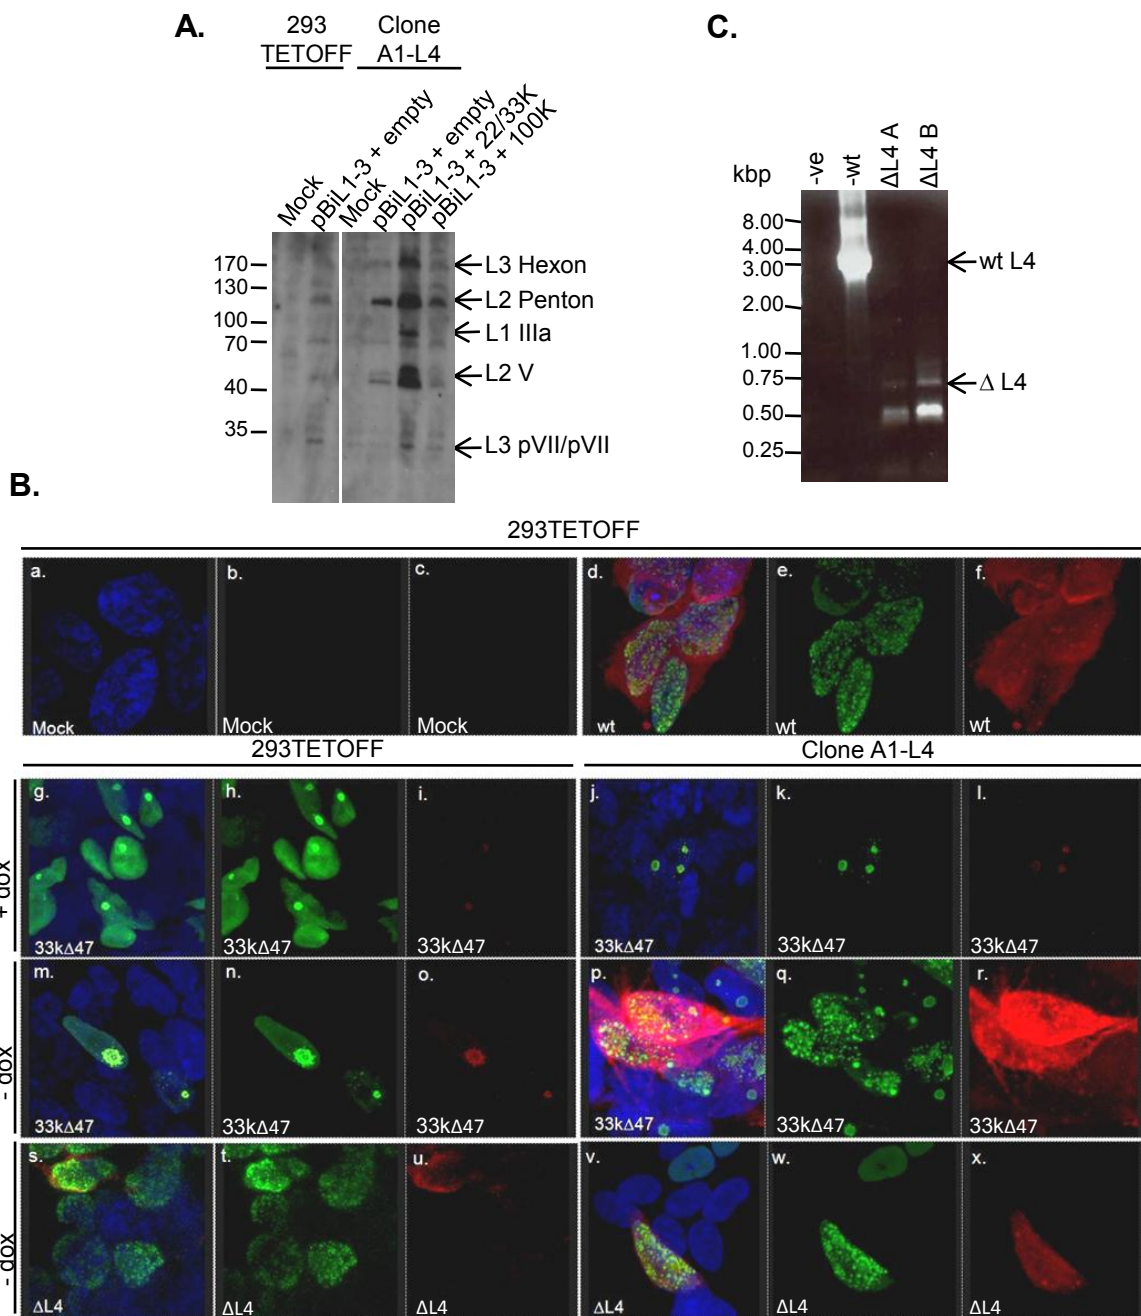 A.
293
TETOFF
Clone
A1-L4
Mock
pBiL1-3 + empty
Mock
pBiL1-3 + empty
pBiL1-3 + 22/33K
pBiL1-3 + 100K
170
130
100
70
40
35
L3 Hexon
L2 Penton
L1 IIIa
L2 V
L3 pVII/pVII
C.
kbp
-ve
-wt
ΔL4 A
ΔL4 B
8.00
4.00
3.00
2.00
1.00
0.75
0.50
0.25
wt L4
Δ L4
B.
293TETOFF
a. b. c. d. e. f.
Mock Mock Mock wt wt wt
293TETOFF Clone A1-L4
+ dox
g. h. i. j. k. l.
33kΔ47 33kΔ47 33kΔ47 33kΔ47 33kΔ47 33kΔ47
- dox
m. n. o. p. q. r.
33kΔ47 33kΔ47 33kΔ47 33kΔ47 33kΔ47 33kΔ47
- dox
s. t. u. v. w. x.
ΔL4 ΔL4 ΔL4 ΔL4 ΔL4 ΔL4